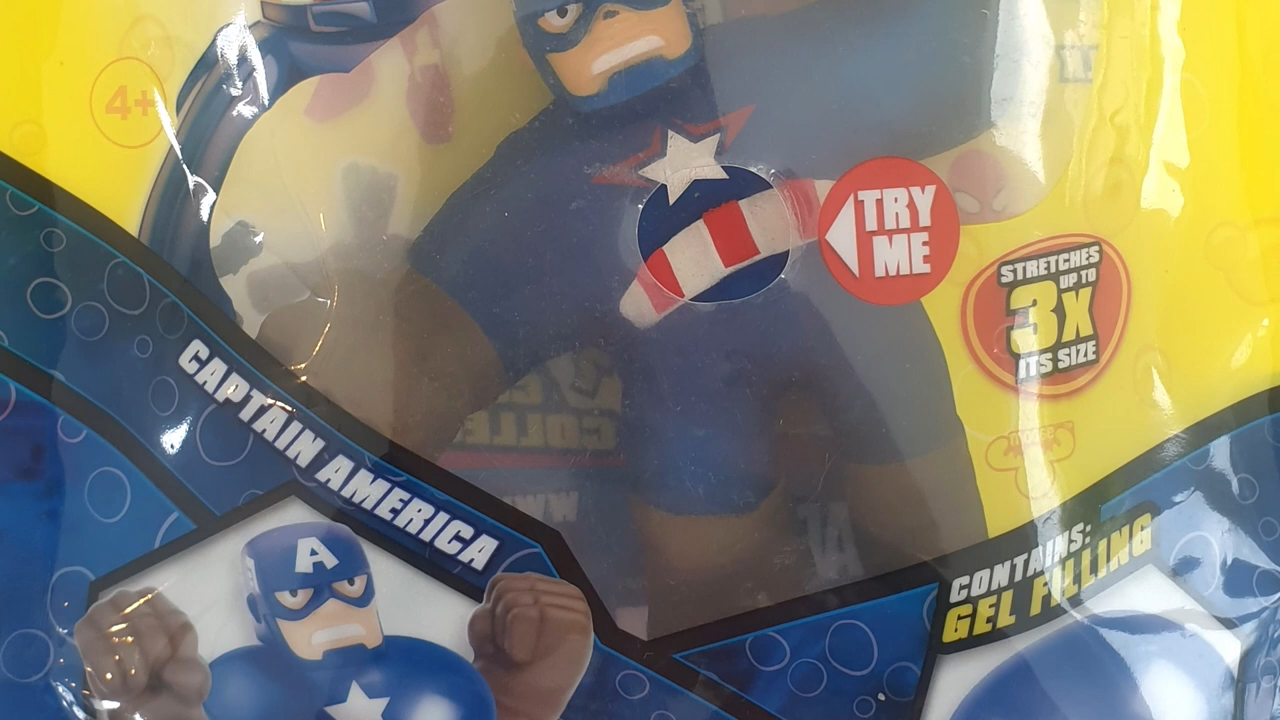 4+
TRY
ME
STRETCHES
UP TO
3X
ITS SIZE
CAPTAIN AMERICA
A
CONTAINS:
GEL FILLING